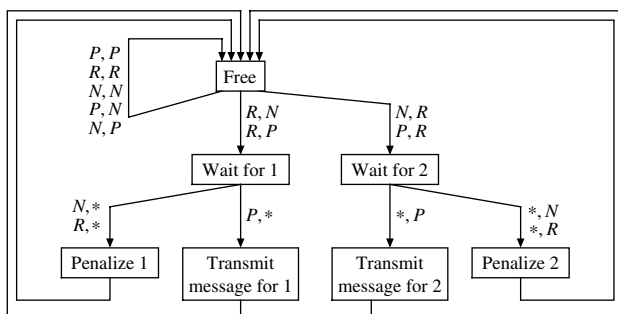 P, P
R, R
N, N
P, N
N, P
Free
R, N
R, P
N, R
P, R
Wait for 1
Wait for 2
N, *
R, *
P, *
*, P
*, N
*, R
Penalize 1
Transmit
message for 1
Transmit
message for 2
Penalize 2